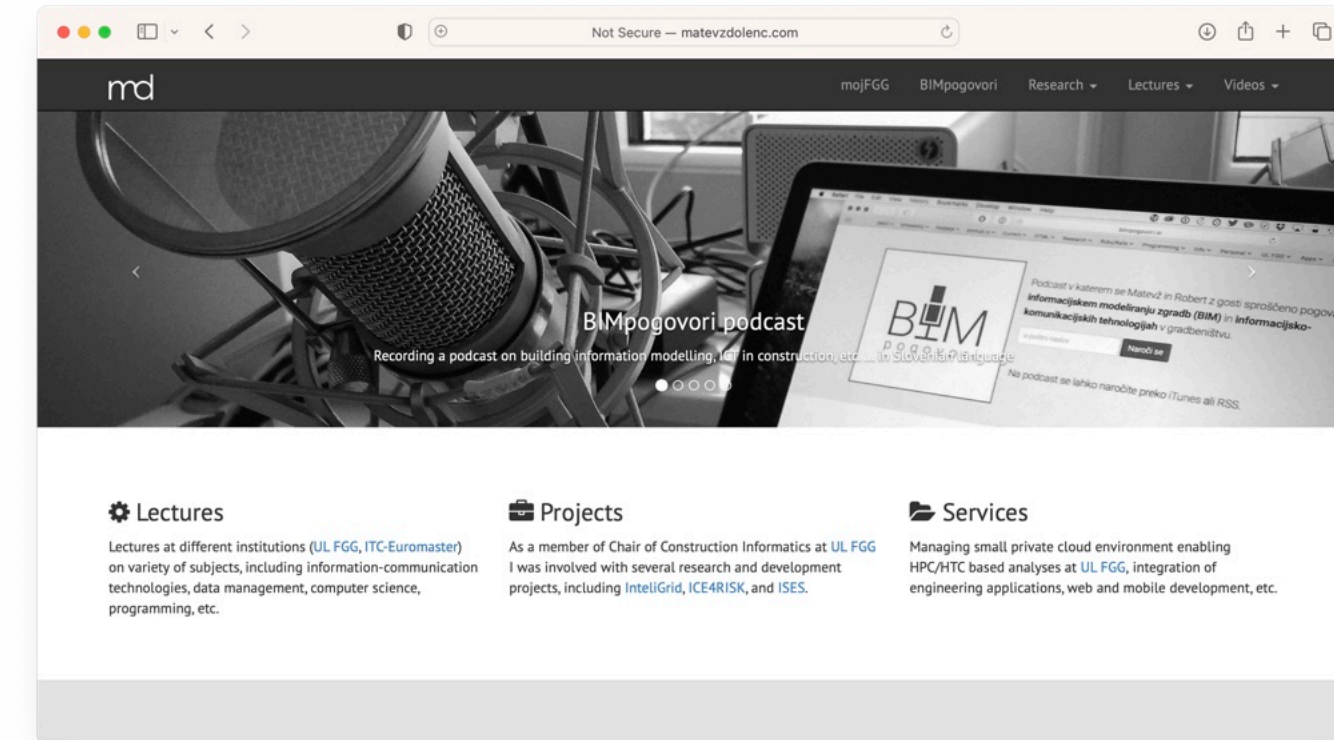 Not Secure — matevzdolenc.com
md
mojFGG BIMpogovori Research Lectures Videos
Podcast v katerem se Matevž in Robert z gosti sproščeno pogov
informacijskem modeliranju zgradb (BIM) in informacijsko-
komunikacijskih tehnologijah v gradbeništvu.
BIM
pogovori
Naroči se
Na podcast se lahko naročite preko iTunes ali RSS.
BIMpogovori podcast
Recording a podcast on building information modelling, ICT in construction, etc. ... in Slovenian language
Lectures
Lectures at different institutions (UL FGG, ITC-Euromaster)
on variety of subjects, including information-communication
technologies, data management, computer science,
programming, etc.
Projects
As a member of Chair of Construction Informatics at UL FGG
I was involved with several research and development
projects, including InteliGrid, ICE4RISK, and ISES.
Services
Managing small private cloud environment enabling
HPC/HTC based analyses at UL FGG, integration of
engineering applications, web and mobile development, etc.